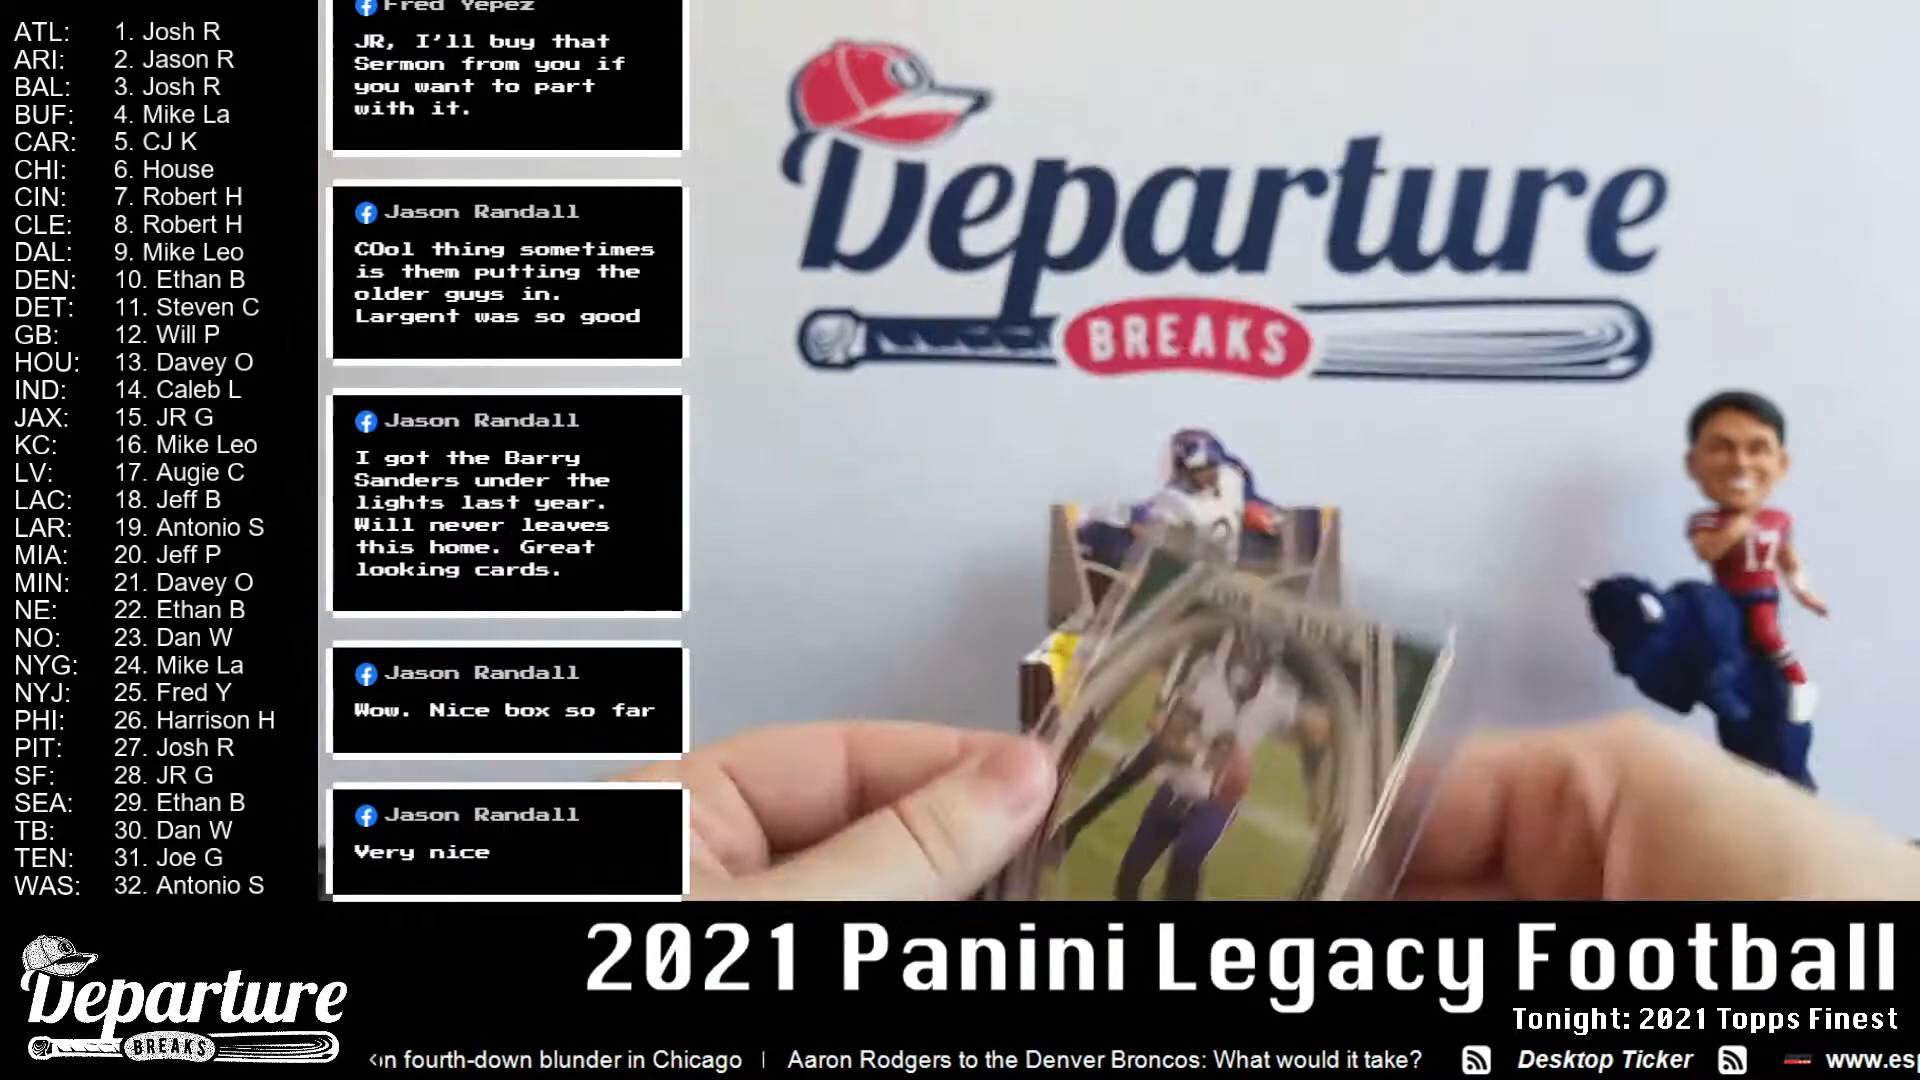 ATL: 1. Josh R
ARI: 2. Jason R
BAL: 3. Josh R
BUF: 4. Mike La
CAR: 5. CJ K
CHI: 6. House
CIN: 7. Robert H
CLE: 8. Robert H
DAL: 9. Mike Leo
DEN: 10. Ethan B
DET: 11. Steven C
GB: 12. Will P
HOU: 13. Davey O
IND: 14. Caleb L
JAX: 15. JR G
KC: 16. Mike Leo
LV: 17. Augie C
LAC: 18. Jeff B
LAR: 19. Antonio S
MIA: 20. Jeff P
MIN: 21. Davey O
NE: 22. Ethan B
NO: 23. Dan W
NYG: 24. Mike La
NYJ: 25. Fred Y
PHI: 26. Harrison H
PIT: 27. Josh R
SF: 28. JR G
SEA: 29. Ethan B
TB: 30. Dan W
TEN: 31. Joe G
WAS: 32. Antonio S
Fred Yepez
JR, I'll buy that
Sermon from you if
you want to part
with it.
Jason Randall
COol thing sometimes
is them putting the
older guys in.
Largent was so good
Jason Randall
I got the Barry
Sanders under the
lights last year.
Will never leaves
this home. Great
looking cards.
Jason Randall
Wow. Nice box so far
Jason Randall
Very nice
Departure
BREAKS
17
Departure
BREAKS
2021 Panini Legacy Football
Tonight: 2021 Topps Finest
n fourth-down blunder in Chicago | Aaron Rodgers to the Denver Broncos: What would it take? Desktop Ticker www.esp